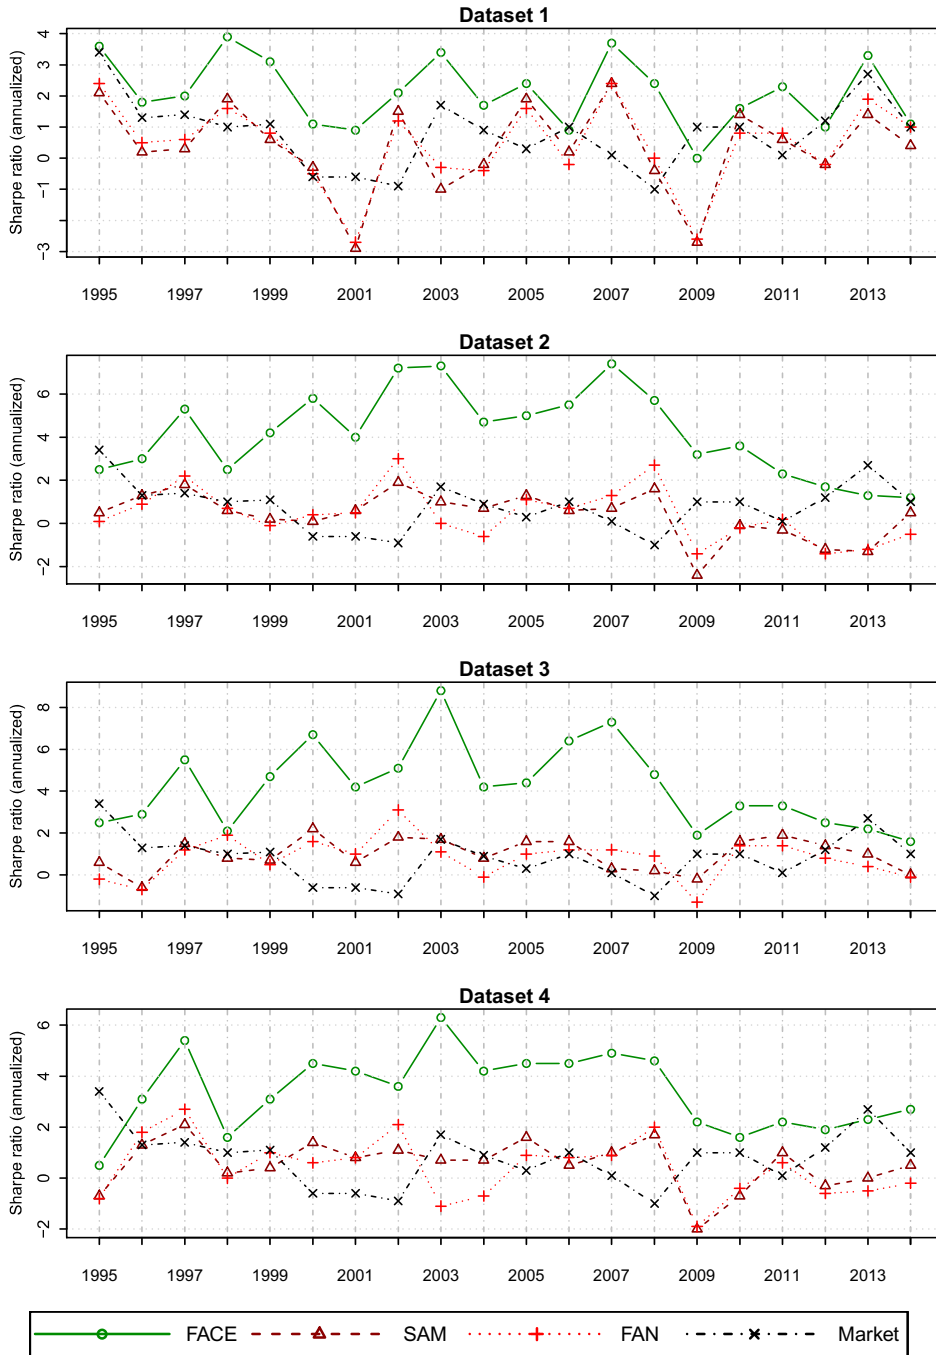 Dataset 1
Sharpe ratio (annualized)
4
3
2
1
0
−1
−3
1995 1997 1999 2001 2003 2005 2007 2009 2011 2013
Dataset 2
Sharpe ratio (annualized)
6
4
2
0
−2
1995 1997 1999 2001 2003 2005 2007 2009 2011 2013
Dataset 3
Sharpe ratio (annualized)
8
6
4
2
0
1995 1997 1999 2001 2003 2005 2007 2009 2011 2013
Dataset 4
Sharpe ratio (annualized)
6
4
2
0
−2
1995 1997 1999 2001 2003 2005 2007 2009 2011 2013
FACE SAM FAN Market